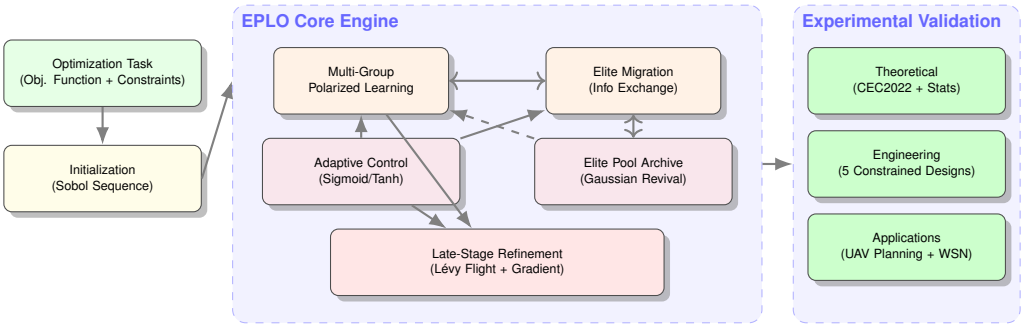 Optimization Task
(Obj. Function + Constraints)
Initialization
(Sobol Sequence)
EPLO Core Engine
Multi-Group
Polarized Learning
Elite Migration
(Info Exchange)
Adaptive Control
(Sigmoid/Tanh)
Elite Pool Archive
(Gaussian Revival)
Late-Stage Refinement
(Lévy Flight + Gradient)
Experimental Validation
Theoretical
(CEC2022 + Stats)
Engineering
(5 Constrained Designs)
Applications
(UAV Planning + WSN)